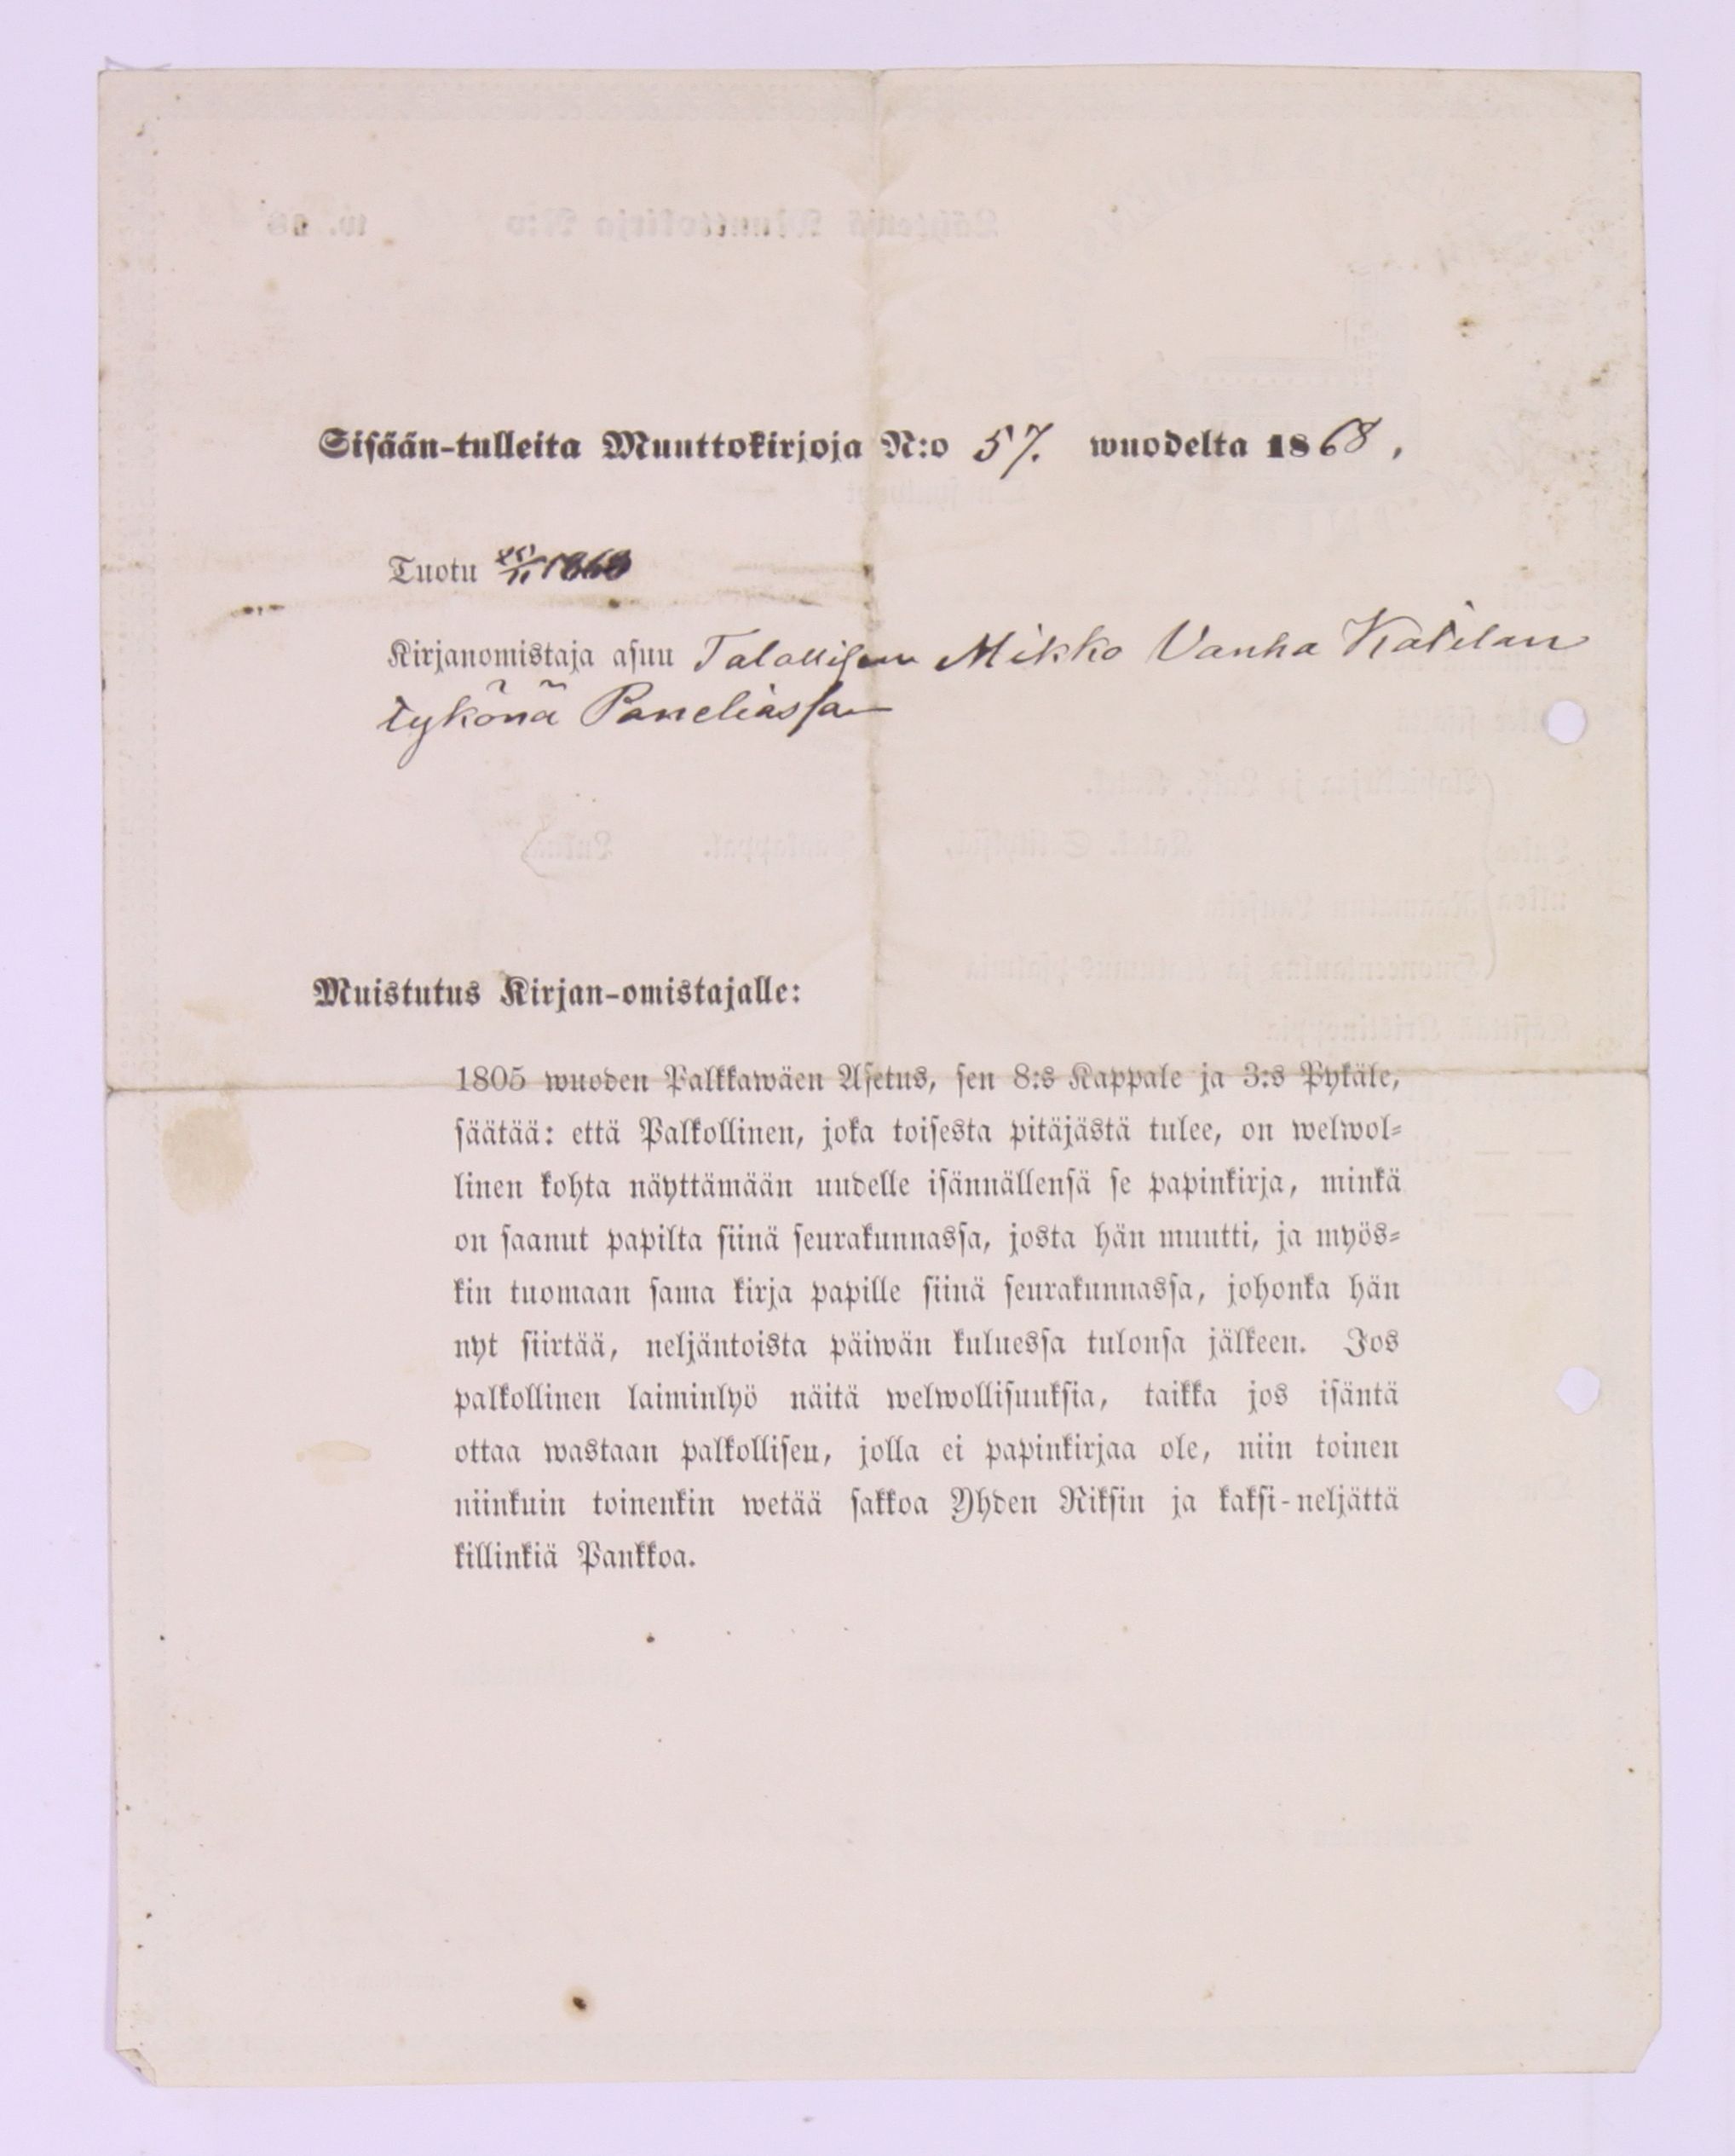 Sisään-tulleita Muuttokirjoja N:o 57. wuodelta 1868,
Tuotu 1868
Kirjanomistaja asuu Talollisen Mikko Vanha Katilan
tykönä Paneliassa
Muistutus Kirjan-omistajalle:
1805 wuoden Palkkawäen Asetus, sen 8:s Kappale ja 3:s Pykäle,
säätää: että Palkollinen, joka toisesta pitäjästä tulee, on welwol-
linen kohta näyttämään uudelle isännällensä se papinkirja, minkä
on saanut papilta siinä seurakunnassa, josta hän muutti, ja myös-
kin tuomaan sama kirja papille siinä seurakunnassa, johonka hän
nyt siirtää, neljäntoista päiwän kuluessa tulonsa jälkeen. Jos
palkollinen laiminlyö näitä welwollisuuksia, taikka jos isäntä
ottaa wastaan palkollisen, jolla ei papinkirjaa ole, niin toinen
niinkuin toinenkin wetää sakkoa Yhden Riksin ja kaksi-neljättä
killinkiä Pankkoa.